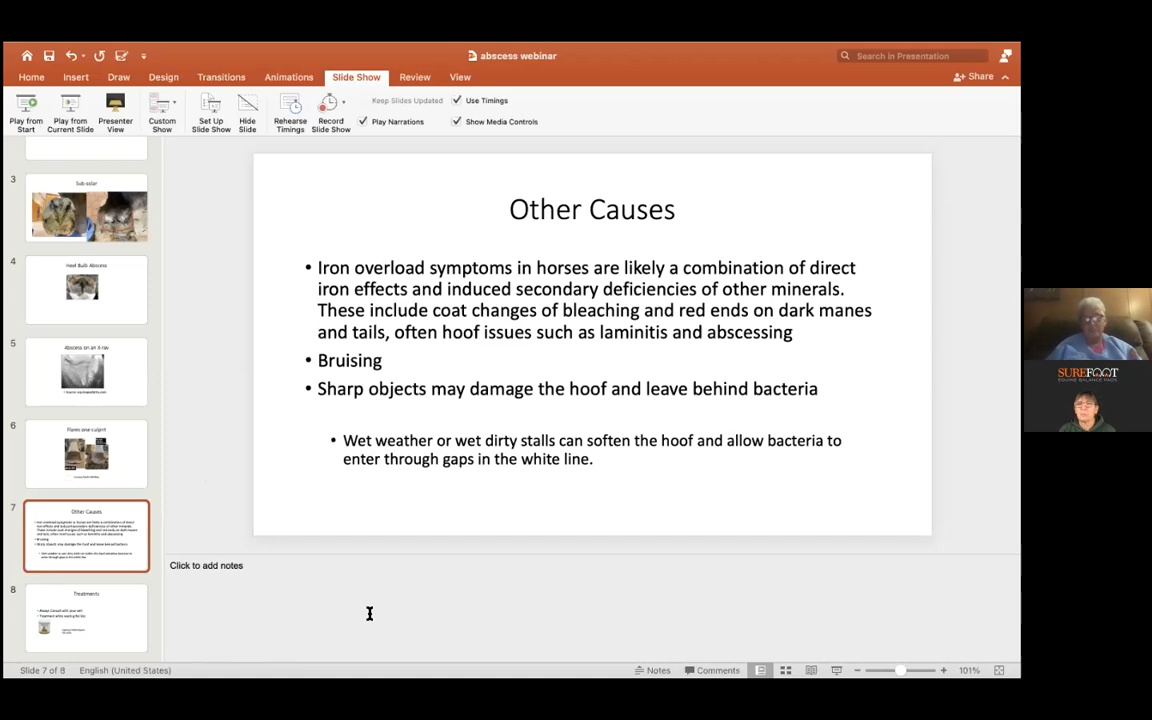 abscess webinar
Search in Presentation
Home Insert Draw Design Transitions Animations Slide Show Review View
Share
Play from Start
Play from Current Slide
Presenter View
Custom Show
Set Up Slide Show
Hide Slide
Rehearse Timings
Record Slide Show
Keep Slides Updated
Use Timings
Play Narrations
Show Media Controls
3
Sub-solar
4
Heel Bulb Abscess
5
Abscess on an X-ray
6
7
Other Causes
8
Treatments
Other Causes
• Iron overload symptoms in horses are likely a combination of direct
iron effects and induced secondary deficiencies of other minerals.
These include coat changes of bleaching and red ends on dark manes
and tails, often hoof issues such as laminitis and abscessing
• Bruising
• Sharp objects may damage the hoof and leave behind bacteria
• Wet weather or wet dirty stalls can soften the hoof and allow bacteria to
enter through gaps in the white line.
Click to add notes
Slide 7 of 8 English (United States)
Notes Comments 101%
SUREFOOT
EQUINE BALANCE PADS